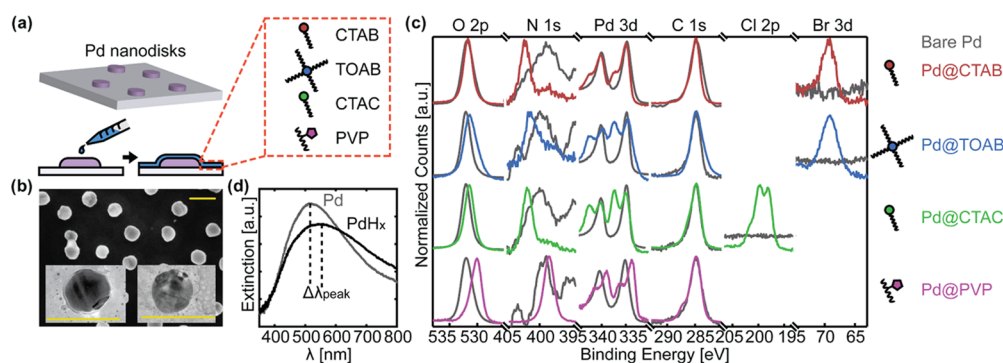 (a)
Pd nanodisks
CTAB
TOAB
CTAC
PVP
(b)
(d)
Pd
PdHx
Δλpeak
Extinction [a.u.]
400 500 600 700 800
λ [nm]
(c)
O 2p N 1s Pd 3d C 1s Cl 2p Br 3d
Normalized Counts [a.u.]
Bare Pd
Pd@CTAB
Pd@TOAB
Pd@CTAC
Pd@PVP
535 530 405 400 395 340 335 290 285 200 195 70 65
Binding Energy [eV]